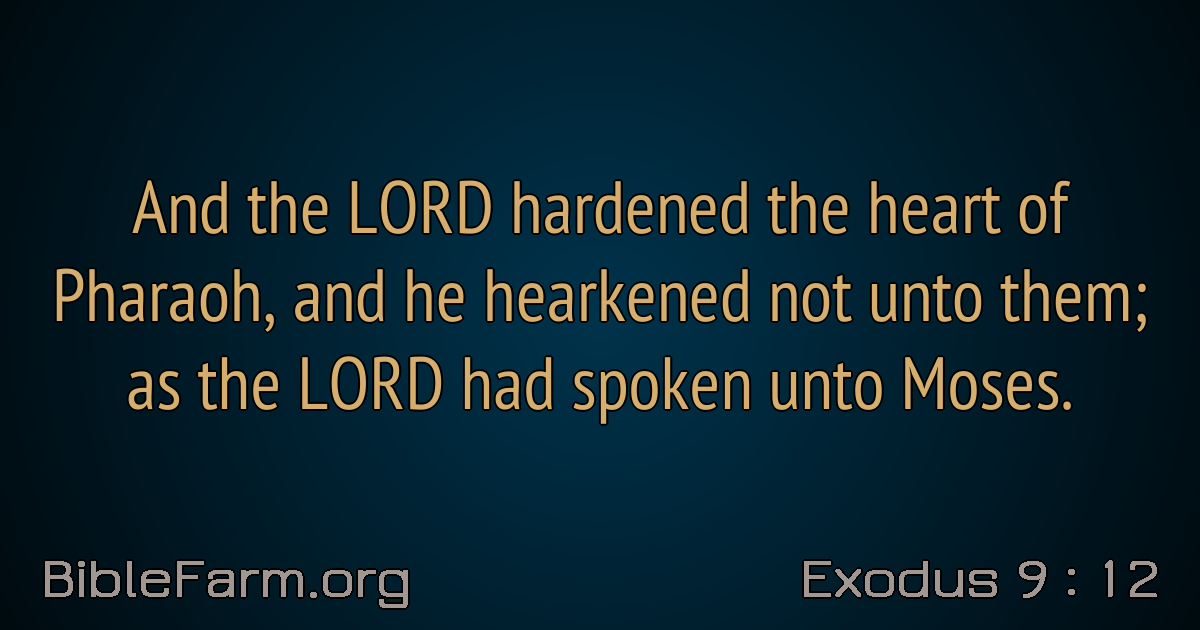 And the LORD hardened the heart of
Pharaoh, and he hearkened not unto them;
as the LORD had spoken unto Moses.
BibleFarm.org
Exodus 9 : 12